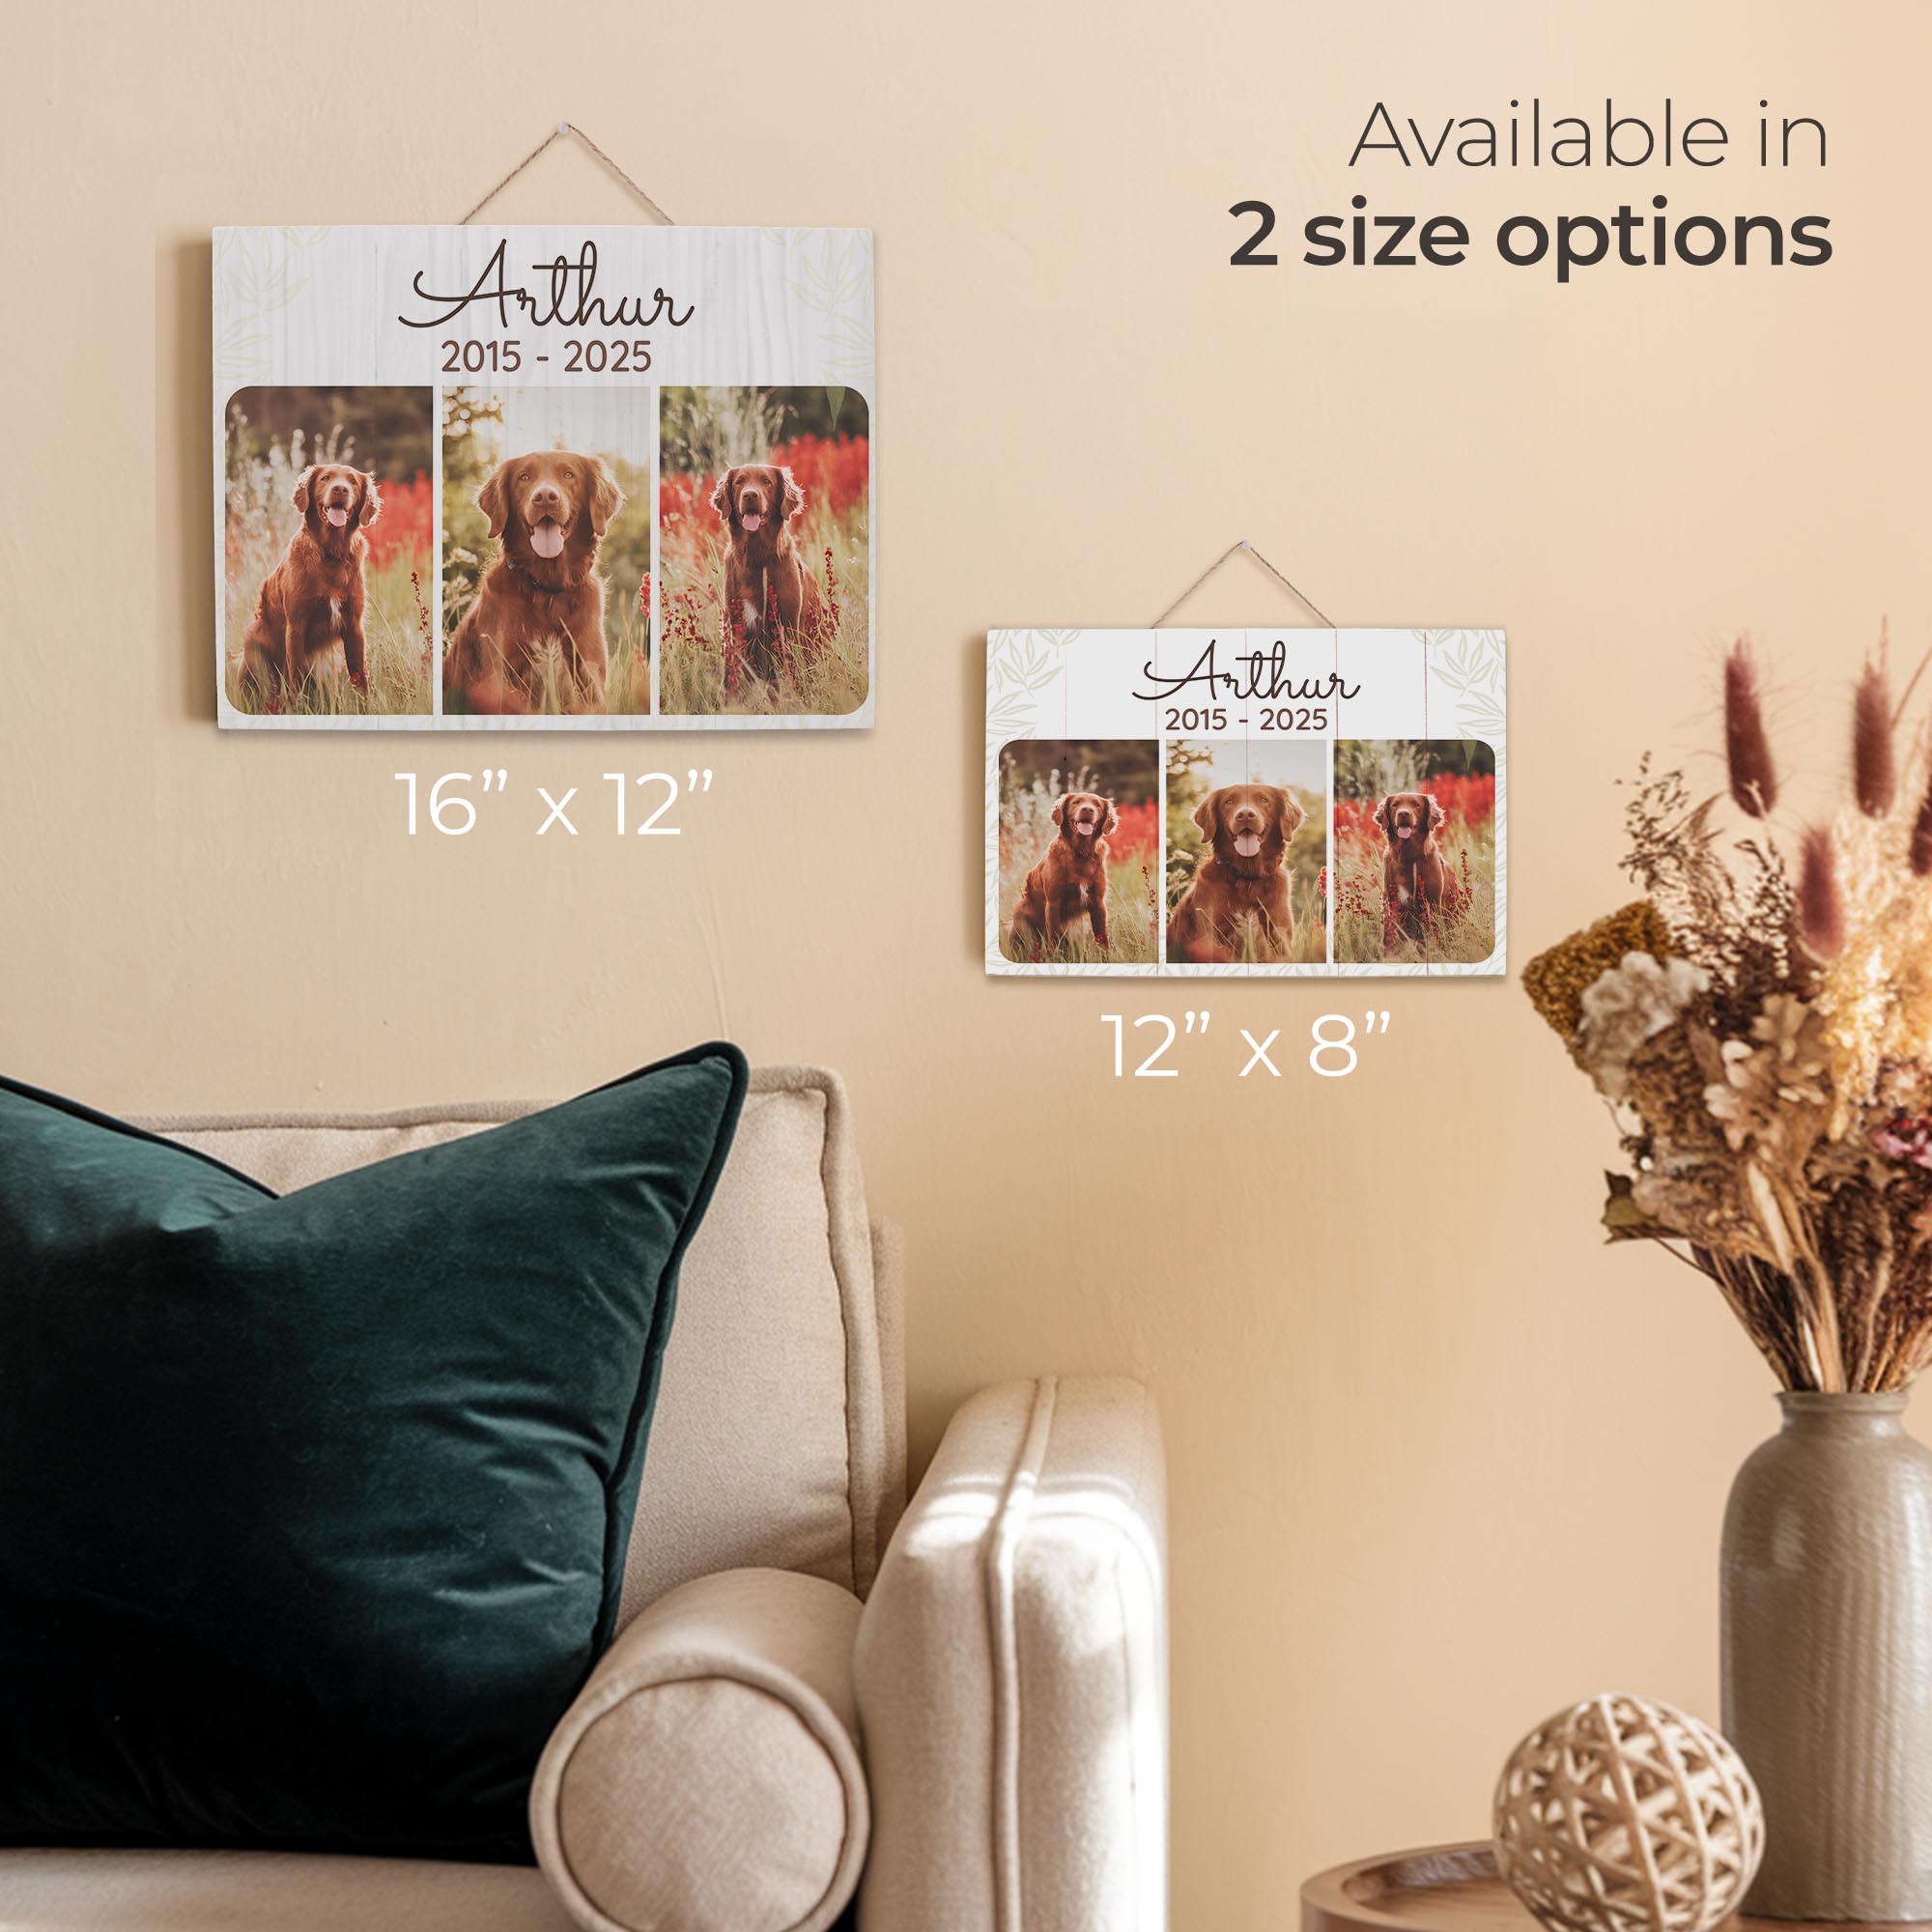 Available in
2 size options
Arthur
2015 - 2025
16” x 12”
Arthur
2015 - 2025
12” x 8”